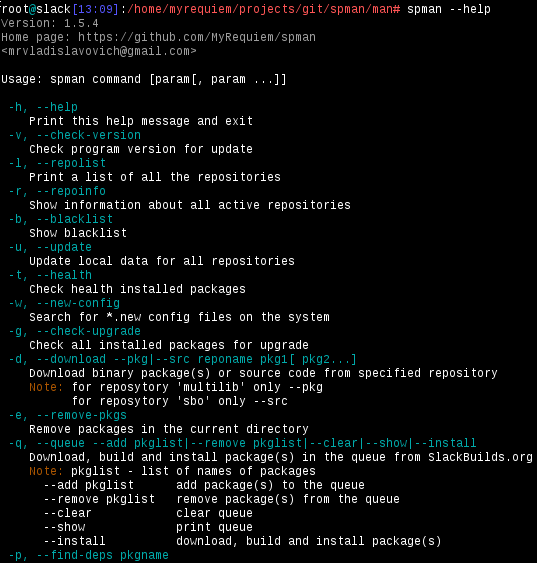 root@slack[13:09]:/home/myrequiem/projects/git/spman/man# spman --help
Version: 1.5.4
Home page: https://github.com/MyRequiem/spman
<mrvladislavovich@gmail.com>

Usage: spman command [param[, param ...]]

-h, --help
Print this help message and exit
-v, --check-version
Check program version for update
-l, --repolist
Print a list of all the repositories
-r, --repoinfo
Show information about all active repositories
-b, --blacklist
Show blacklist
-u, --update
Update local data for all repositories
-t, --health
Check health installed packages
-w, --new-config
Search for *.new config files on the system
-g, --check-upgrade
Check all installed packages for upgrade
-d, --download --pkg|--src reponame pkg1[ pkg2...]
Download binary package(s) or source code from specified repository
Note: for reposytory 'multilib' only --pkg
for reposytory 'sbo' only --src
-e, --remove-pkgs
Remove packages in the current directory
-q, --queue --add pkglist|--remove pkglist|--clear|--show|--install
Download, build and install package(s) in the queue from SlackBuilds.org
Note: pkglist - list of names of packages
--add pkglist add package(s) to the queue
--remove pkglist remove package(s) from the queue
--clear clear queue
--show print queue
--install download, build and install package(s)
-p, --find-deps pkgname